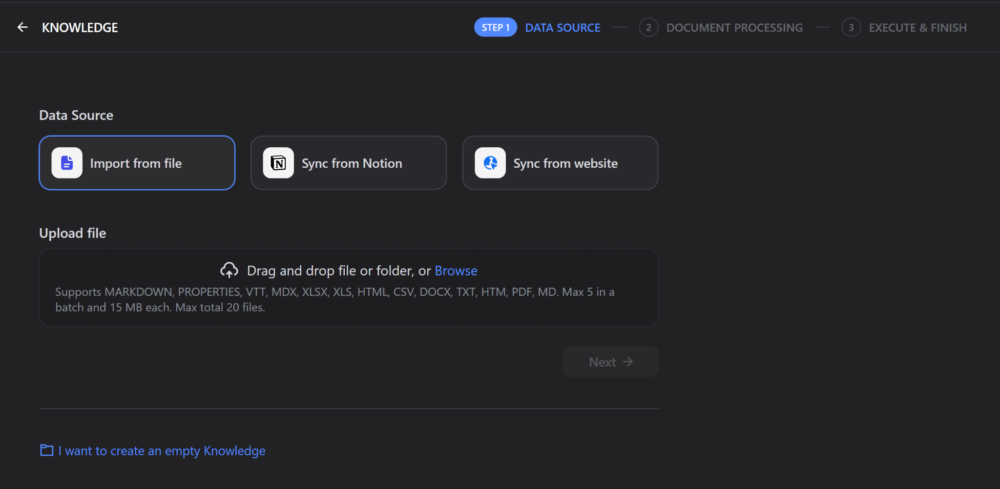 KNOWLEDGE
STEP 1 DATA SOURCE 2 DOCUMENT PROCESSING 3 EXECUTE & FINISH
Data Source
Import from file
Sync from Notion
Sync from website
Upload file
Drag and drop file or folder, or Browse
Supports MARKDOWN, PROPERTIES, VTT, MDX, XLSX, XLS, HTML, CSV, DOCX, TXT, HTM, PDF, MD. Max 5 in a
batch and 15 MB each. Max total 20 files.
Next
I want to create an empty Knowledge